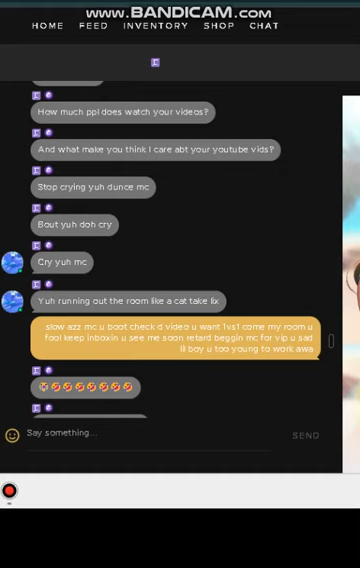 www.BANDICAM.com
HOME FEED INVENTORY SHOP CHAT
How much ppl does watch your videos?
And what make you think I care abt your youtube vids?
Stop crying yuh dunce mc
Bout yuh doh cry
Cry yuh mc
Yuh running out the room like a cat take lix
slow azz mc u boot check d video u want 1vs1 come my room u
fool keep inboxin u see me soon retard beggin mc for vip u sad
lil boy u too young to work awa
Say something...
SEND